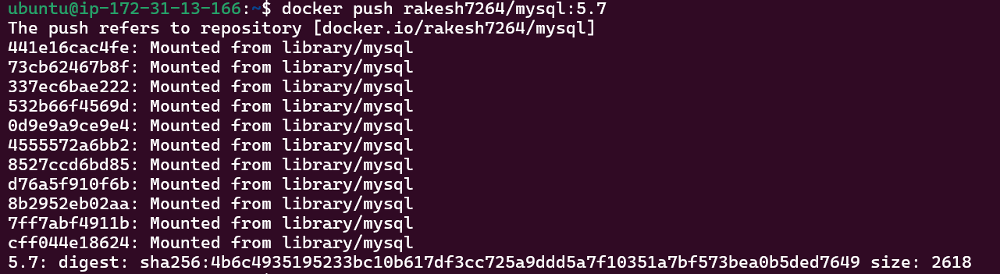 ubuntu@ip-172-31-13-166:~$ docker push rakesh7264/mysql:5.7
The push refers to repository [docker.io/rakesh7264/mysql]
441e16cac4fe: Mounted from library/mysql
73cb62467b8f: Mounted from library/mysql
337ec6bae222: Mounted from library/mysql
532b66f4569d: Mounted from library/mysql
0d9e9a9ce9e4: Mounted from library/mysql
4555572a6bb2: Mounted from library/mysql
8527ccd6bd85: Mounted from library/mysql
d76a5f910f6b: Mounted from library/mysql
8b2952eb02aa: Mounted from library/mysql
7ff7abf4911b: Mounted from library/mysql
cff044e18624: Mounted from library/mysql
5.7: digest: sha256:4b6c4935195233bc10b617df3cc725a9ddd5a7f10351a7bf573bea0b5ded7649 size: 2618